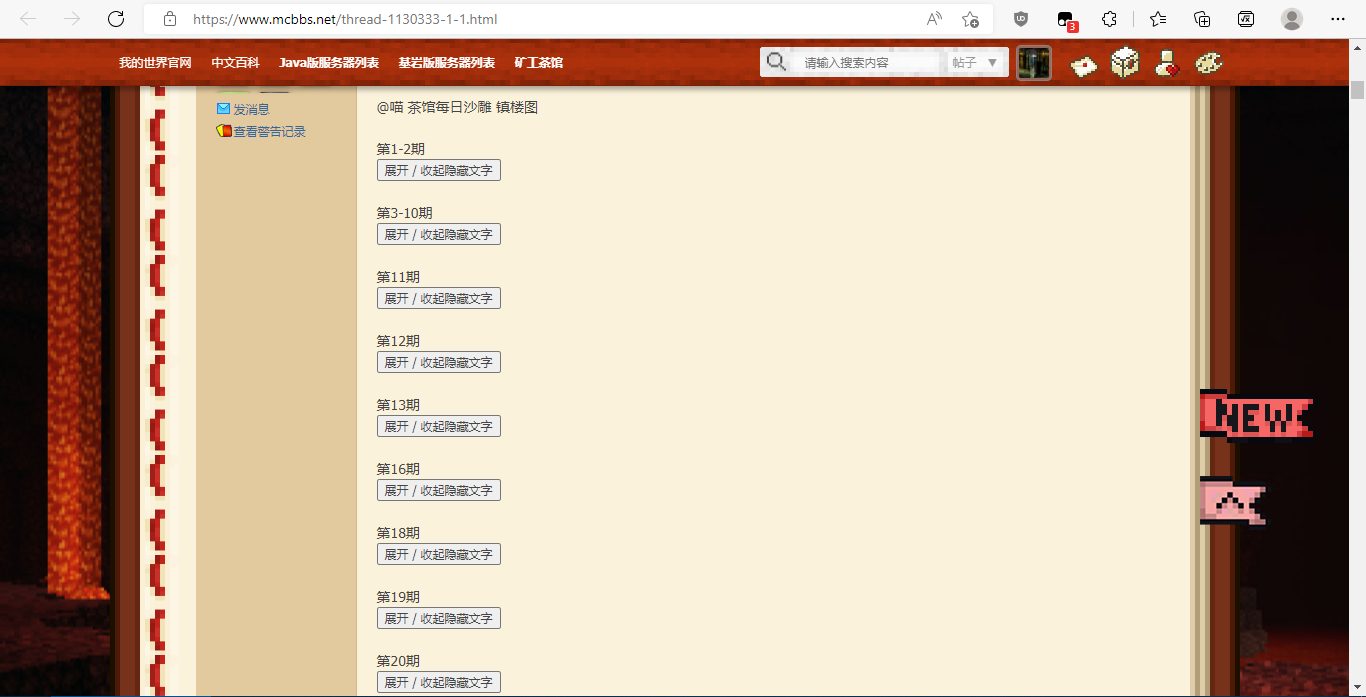 https://www.mcbbs.net/thread-1130333-1-1.html
3
我的世界官网 中文百科 Java版服务器列表 基岩版服务器列表 矿工茶馆
请输入搜索内容 帖子
发消息
查看警告记录
@喵 茶馆每日沙雕 镇楼图
第1-2期
展开 / 收起隐藏文字
第3-10期
展开 / 收起隐藏文字
第11期
展开 / 收起隐藏文字
第12期
展开 / 收起隐藏文字
第13期
展开 / 收起隐藏文字
第16期
展开 / 收起隐藏文字
第18期
展开 / 收起隐藏文字
第19期
展开 / 收起隐藏文字
第20期
展开 / 收起隐藏文字
NEW